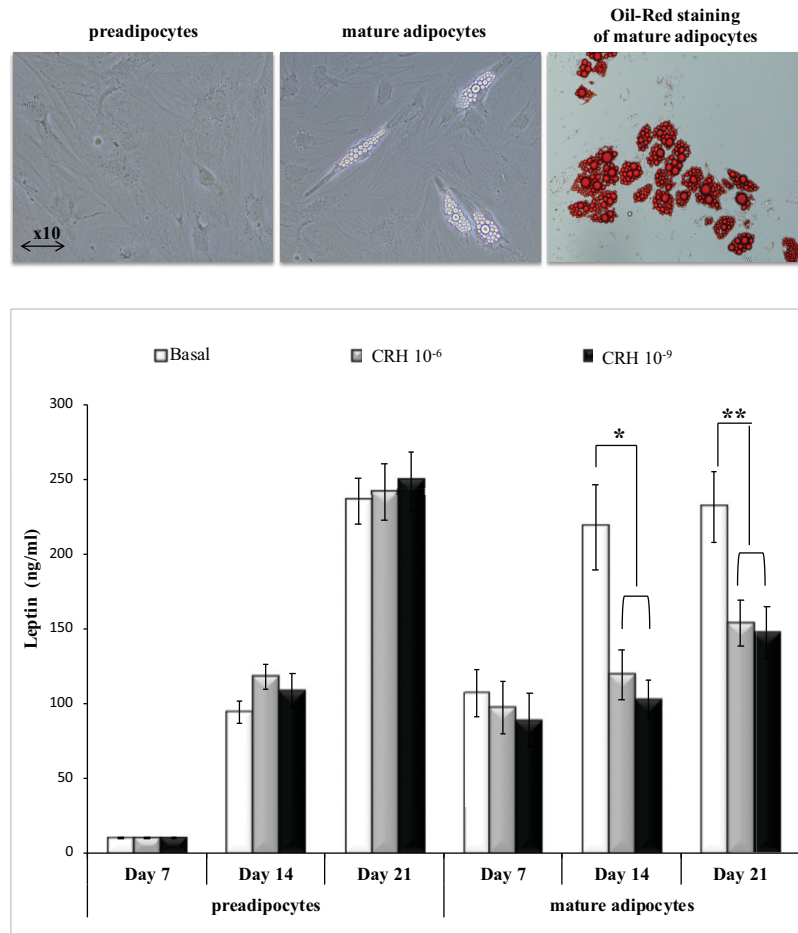 preadipocytes
mature adipocytes
Oil-Red staining
of mature adipocytes
x10
Basal
CRH 10⁻⁶
CRH 10⁻⁹
Leptin (ng/ml)
300
250
200
150
100
50
0
*
**
Day 7
Day 14
Day 21
Day 7
Day 14
Day 21
preadipocytes
mature adipocytes